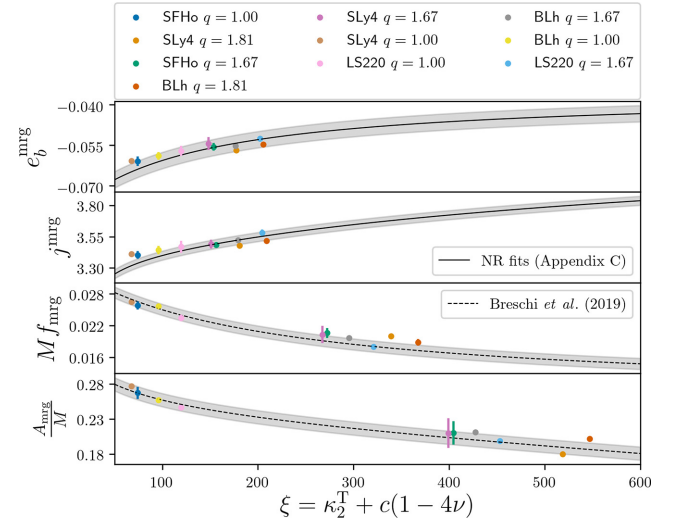 SFHo q = 1.00 SLy4 q = 1.67 BLh q = 1.67
SLy4 q = 1.81 SLy4 q = 1.00 BLh q = 1.00
SFHo q = 1.67 LS220 q = 1.00 LS220 q = 1.67
BLh q = 1.81
e_b^mrg
−0.040
−0.055
−0.070
j^mrg
3.80
3.55
3.30
NR fits (Appendix C)
M f_mrg
0.028
0.022
0.016
Breschi et al. (2019)
A_mrg/M
0.28
0.23
0.18
100 200 300 400 500 600
ξ = κ₂ᵀ + c(1 − 4ν)